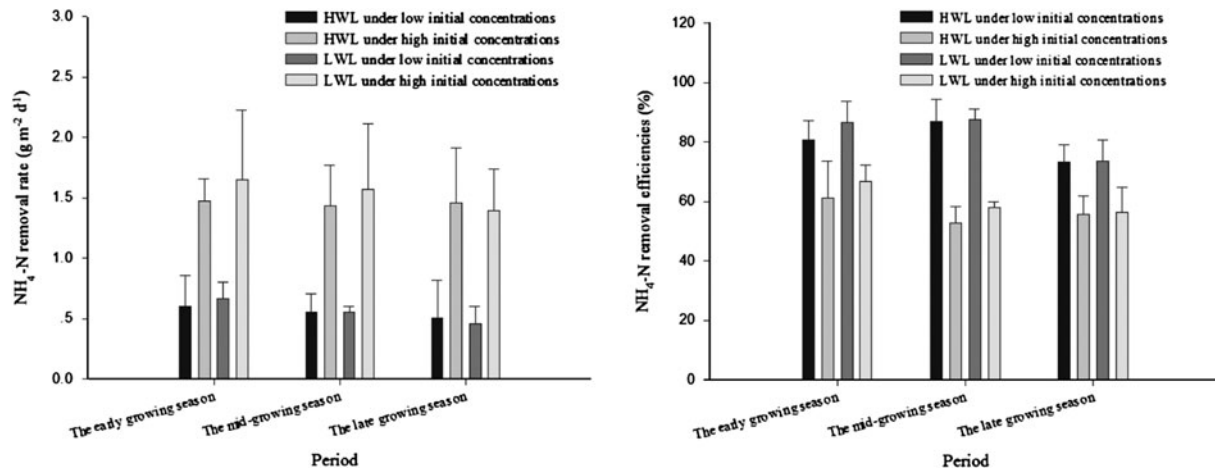 3.0
2.5
2.0
1.5
1.0
.5
0.0
NH4-N removal rate (g m-2 d-1)
HWL under low initial concentrations
HWL under high initial concentrations
LWL under low initial concentrations
LWL under high initial concentrations
The early growing season
The mid-growing season
The late growing season
Period
120
100
80
60
40
20
0
NH4-N removal efficiencies (%)
HWL under low initial concentrations
HWL under high initial concentrations
LWL under low initial concentrations
LWL under high initial concentrations
The early growing season
The mid-growing season
The late growing season
Period